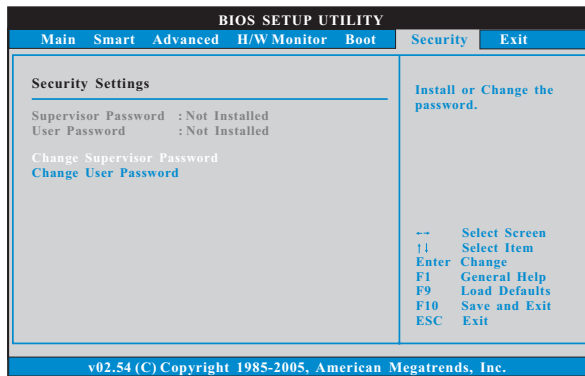 BIOS SETUP UTILITY
Main Smart Advanced H/W Monitor Boot Security Exit
Security Settings
Supervisor Password : Not Installed
User Password : Not Installed
Change Supervisor Password
Change User Password
Install or Change the
password.
←→ Select Screen
↑↓ Select Item
Enter Change
F1 General Help
F9 Load Defaults
F10 Save and Exit
ESC Exit
v02.54 (C) Copyright 1985-2005, American Megatrends, Inc.